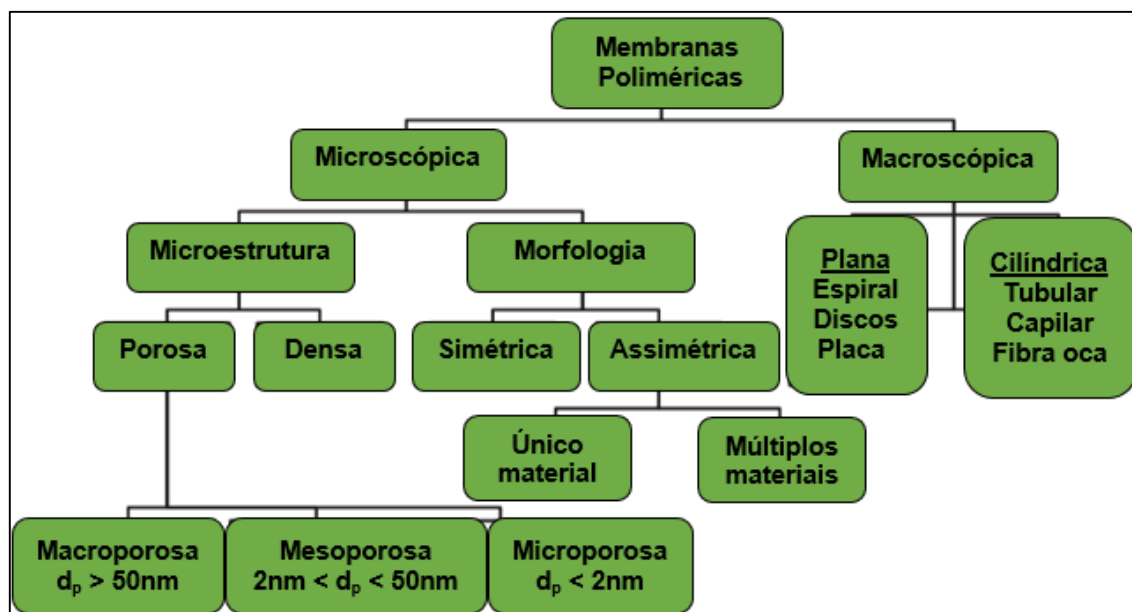 Membranas
Poliméricas
Microscópica
Macroscópica
Microestrutura
Morfologia
Plana
Espiral
Discos
Placa
Cilíndrica
Tubular
Capilar
Fibra oca
Porosa
Densa
Simétrica
Assimétrica
Único
material
Múltiplos
materiais
Macroporosa
dₚ > 50nm
Mesoporosa
2nm < dₚ < 50nm
Microporosa
dₚ < 2nm